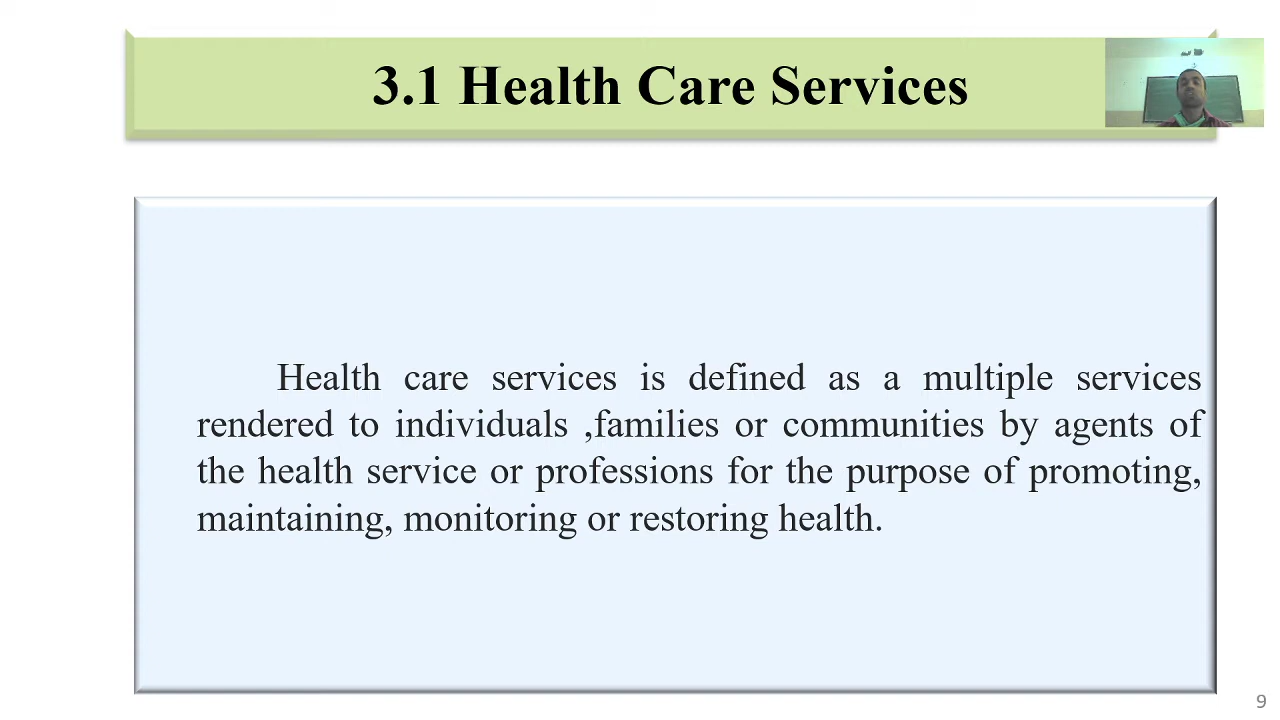 3.1 Health Care Services
Health care services is defined as a multiple services
rendered to individuals ,families or communities by agents of
the health service or professions for the purpose of promoting,
maintaining, monitoring or restoring health.
9